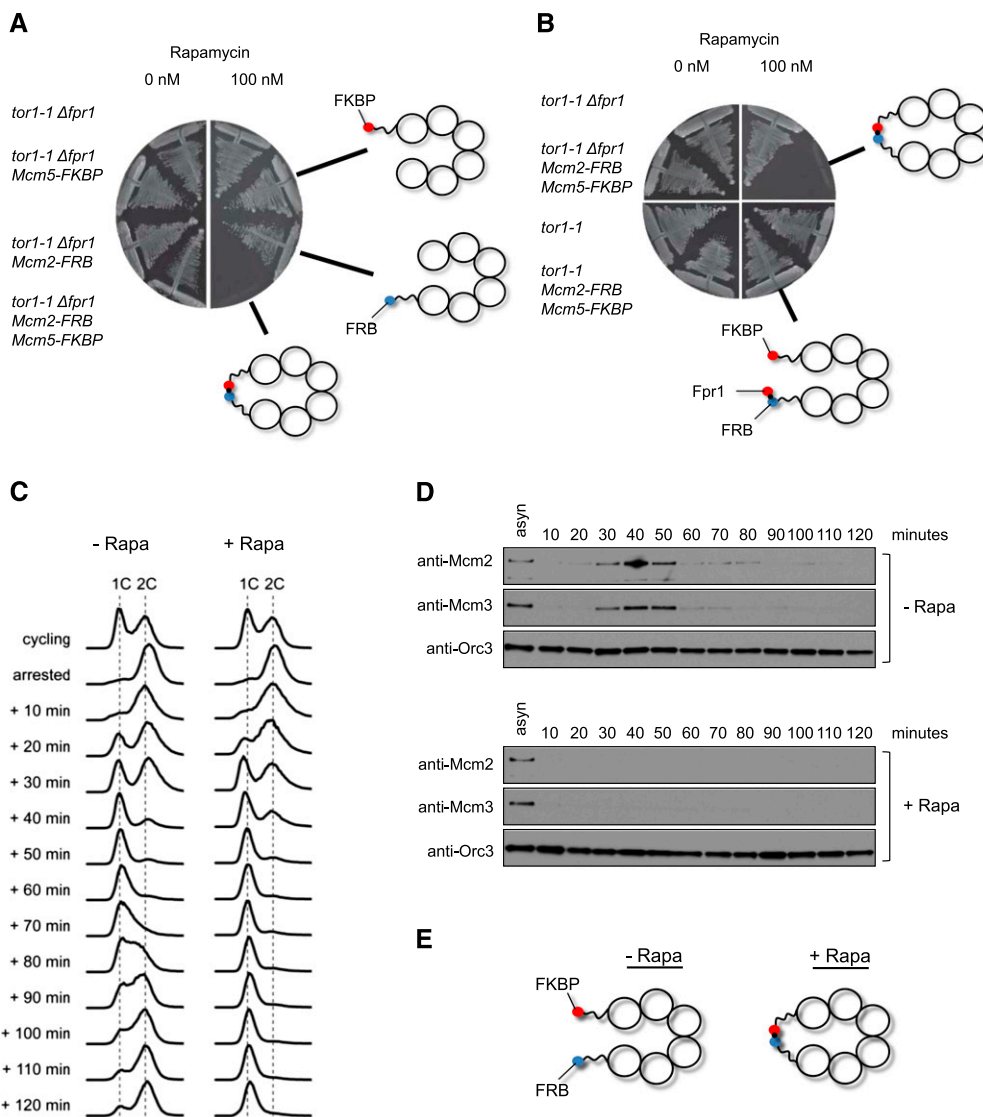 A
Rapamycin
0 nM 100 nM
tor1-1 Δfpr1
tor1-1 Δfpr1
Mcm5-FKBP
tor1-1 Δfpr1
Mcm2-FRB
tor1-1 Δfpr1
Mcm2-FRB
Mcm5-FKBP
FKBP
FRB
B
Rapamycin
0 nM 100 nM
tor1-1 Δfpr1
tor1-1 Δfpr1
Mcm2-FRB
Mcm5-FKBP
tor1-1
tor1-1
Mcm2-FRB
Mcm5-FKBP
FKBP
Fpr1
FRB
C
- Rapa + Rapa
1C 2C 1C 2C
cycling
arrested
+ 10 min
+ 20 min
+ 30 min
+ 40 min
+ 50 min
+ 60 min
+ 70 min
+ 80 min
+ 90 min
+ 100 min
+ 110 min
+ 120 min
D
asyn 10 20 30 40 50 60 70 80 90 100 110 120 minutes
anti-Mcm2
anti-Mcm3
anti-Orc3
- Rapa
asyn 10 20 30 40 50 60 70 80 90 100 110 120 minutes
anti-Mcm2
anti-Mcm3
anti-Orc3
+ Rapa
E
- Rapa + Rapa
FKBP
FRB